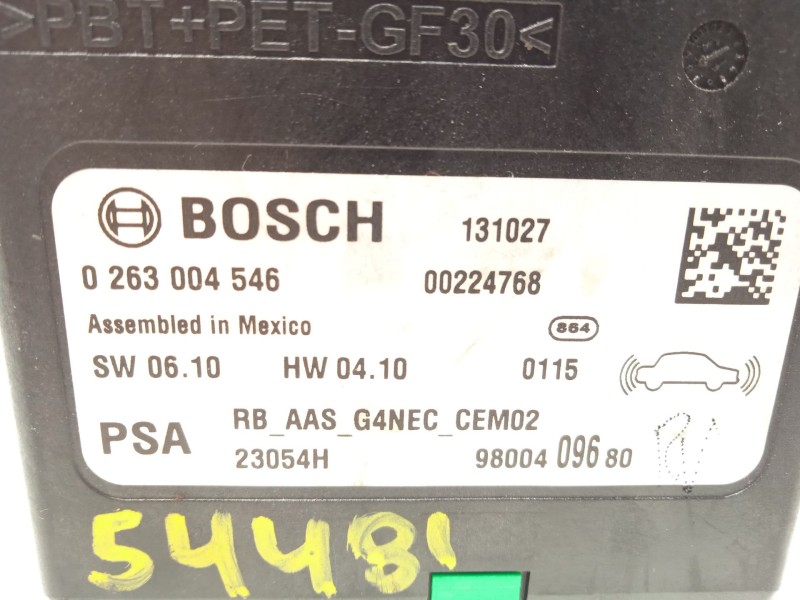 >PBT+PET-GF30<
BOSCH 131027
0 263 004 546 00224768
Assembled in Mexico 864
SW 06.10 HW 04.10 0115
PSA RB_AAS_G4NEC_CEM02
23054H 98004 096 80
54481